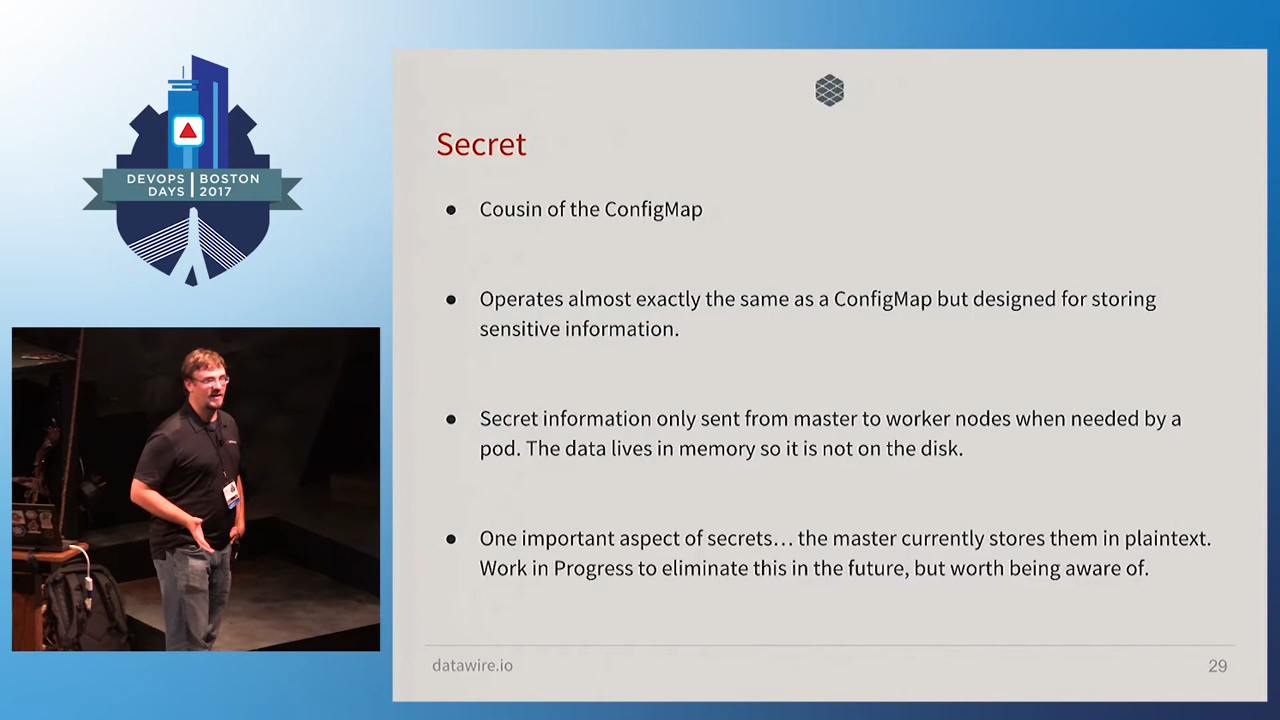 DEVOPS | BOSTON
DAYS | 2017
Secret
● Cousin of the ConfigMap
● Operates almost exactly the same as a ConfigMap but designed for storing
sensitive information.
● Secret information only sent from master to worker nodes when needed by a
pod. The data lives in memory so it is not on the disk.
● One important aspect of secrets… the master currently stores them in plaintext.
Work in Progress to eliminate this in the future, but worth being aware of.
datawire.io
29